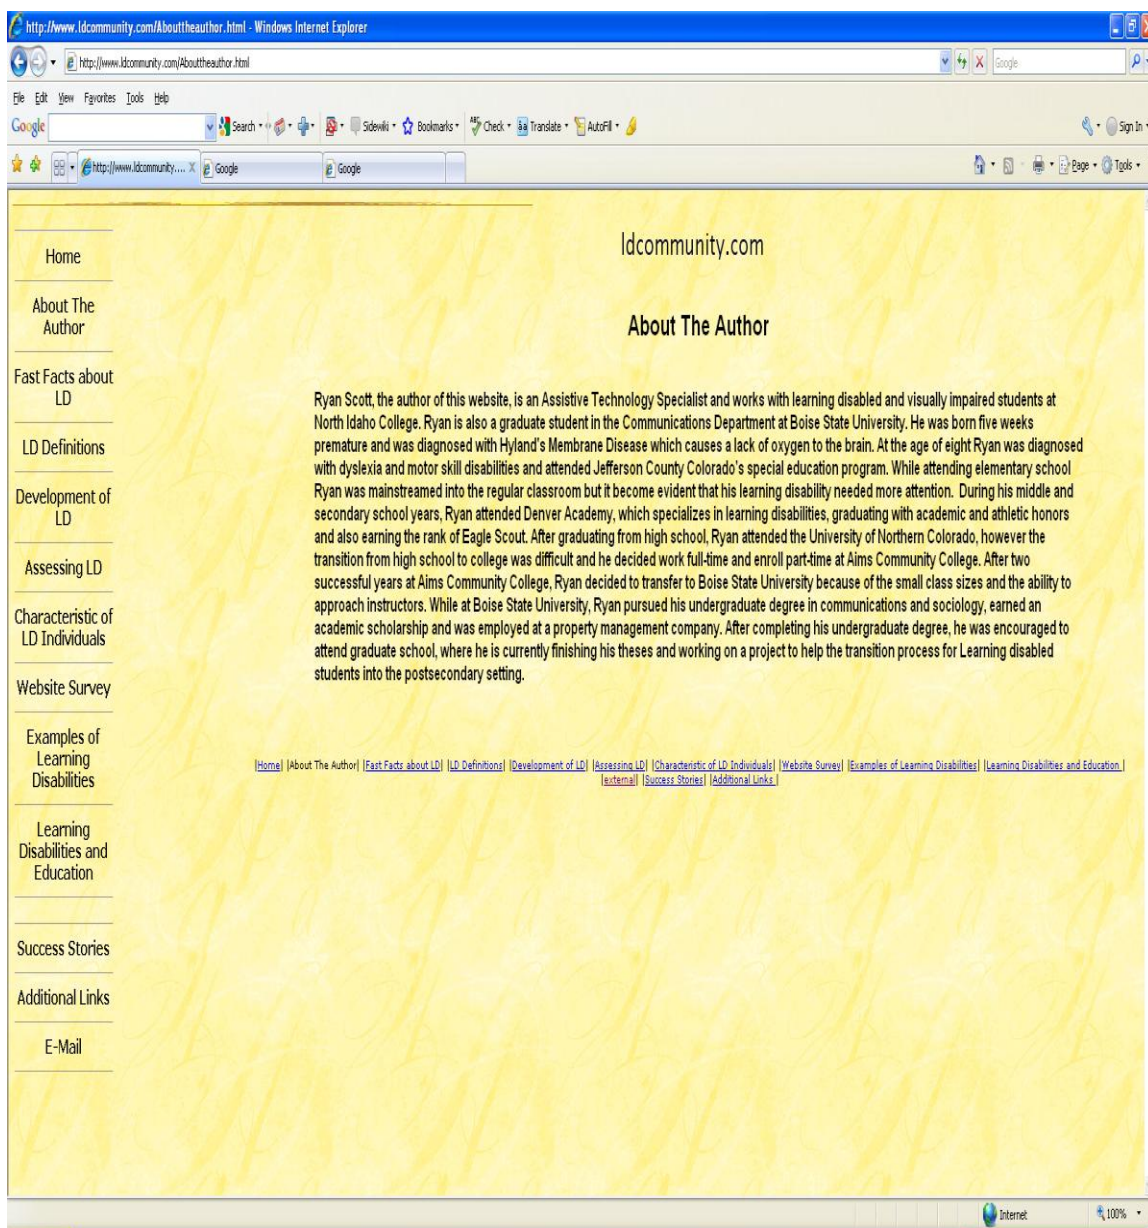 http://www.ldcommunity.com/Abouttheauthor.html - Windows Internet Explorer
http://www.ldcommunity.com/Abouttheauthor.html
Google
File Edit View Favorites Tools Help
Google Search Sidewiki Bookmarks Check Translate AutoFill Sign In
http://www.ldcommunity.... X Google Google Page Tools
ldcommunity.com
About The Author
Home
About The
Author
Fast Facts about
LD
LD Definitions
Development of
LD
Assessing LD
Characteristic of
LD Individuals
Website Survey
Examples of
Learning
Disabilities
Learning
Disabilities and
Education
Success Stories
Additional Links
E-Mail
Ryan Scott, the author of this website, is an Assistive Technology Specialist and works with learning disabled and visually impaired students at
North Idaho College. Ryan is also a graduate student in the Communications Department at Boise State University. He was born five weeks
premature and was diagnosed with Hyland's Membrane Disease which causes a lack of oxygen to the brain. At the age of eight Ryan was diagnosed
with dyslexia and motor skill disabilities and attended Jefferson County Colorado's special education program. While attending elementary school
Ryan was mainstreamed into the regular classroom but it become evident that his learning disability needed more attention. During his middle and
secondary school years, Ryan attended Denver Academy, which specializes in learning disabilities, graduating with academic and athletic honors
and also earning the rank of Eagle Scout. After graduating from high school, Ryan attended the University of Northern Colorado, however the
transition from high school to college was difficult and he decided work full-time and enroll part-time at Aims Community College. After two
successful years at Aims Community College, Ryan decided to transfer to Boise State University because of the small class sizes and the ability to
approach instructors. While at Boise State University, Ryan pursued his undergraduate degree in communications and sociology, earned an
academic scholarship and was employed at a property management company. After completing his undergraduate degree, he was encouraged to
attend graduate school, where he is currently finishing his theses and working on a project to help the transition process for Learning disabled
students into the postsecondary setting.
|Home| |About The Author| |Fast Facts about LD| |LD Definitions| |Development of LD| |Assessing LD| |Characteristic of LD Individuals| |Website Survey| |Examples of Learning Disabilities| |Learning Disabilities and Education |
|external| |Success Stories| |Additional Links |
Internet 100%